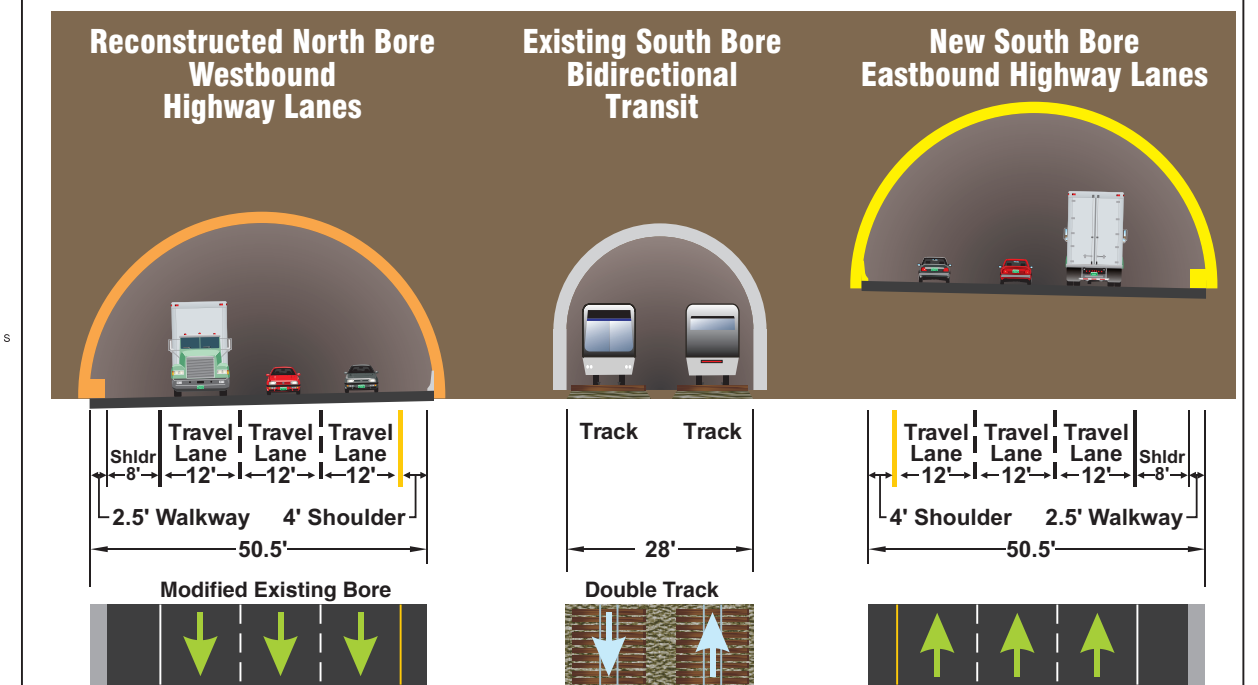 Reconstructed North Bore
Westbound
Highway Lanes
Existing South Bore
Bidirectional
Transit
New South Bore
Eastbound Highway Lanes
s
Shldr
8'
Travel
Lane
12'
Travel
Lane
12'
Travel
Lane
12'
2.5' Walkway
4' Shoulder
50.5'
Modified Existing Bore
Track
Track
28'
Double Track
Travel
Lane
12'
Travel
Lane
12'
Travel
Lane
12'
Shldr
8'
4' Shoulder
2.5' Walkway
50.5'